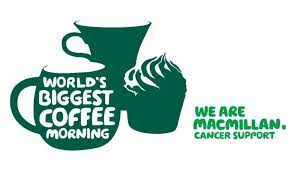 WORLD'S
BIGGEST
COFFEE
MORNING
WE ARE
MACMILLAN.
CANCER SUPPORT